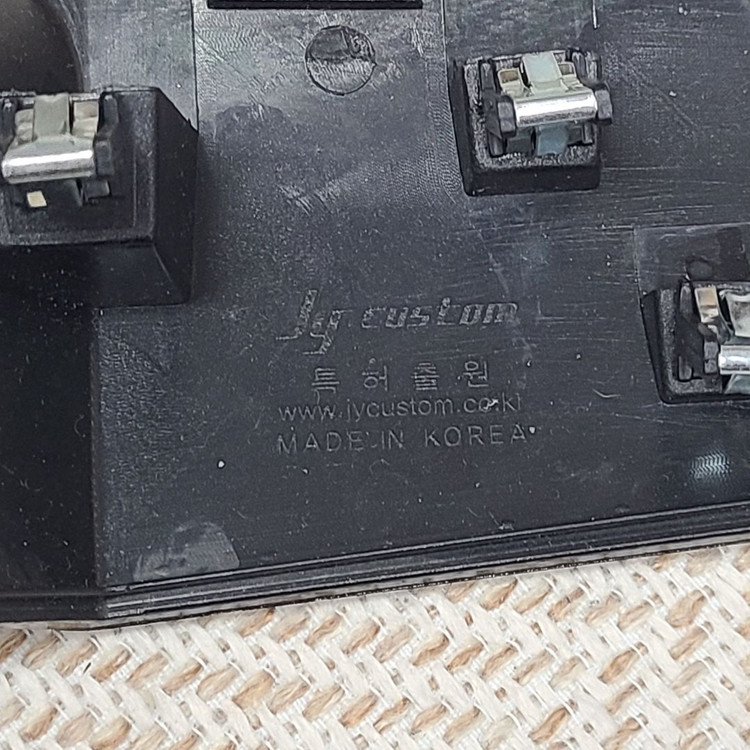 Jy custom
특허출원
www.jycustom.co.kr
MADE IN KOREA